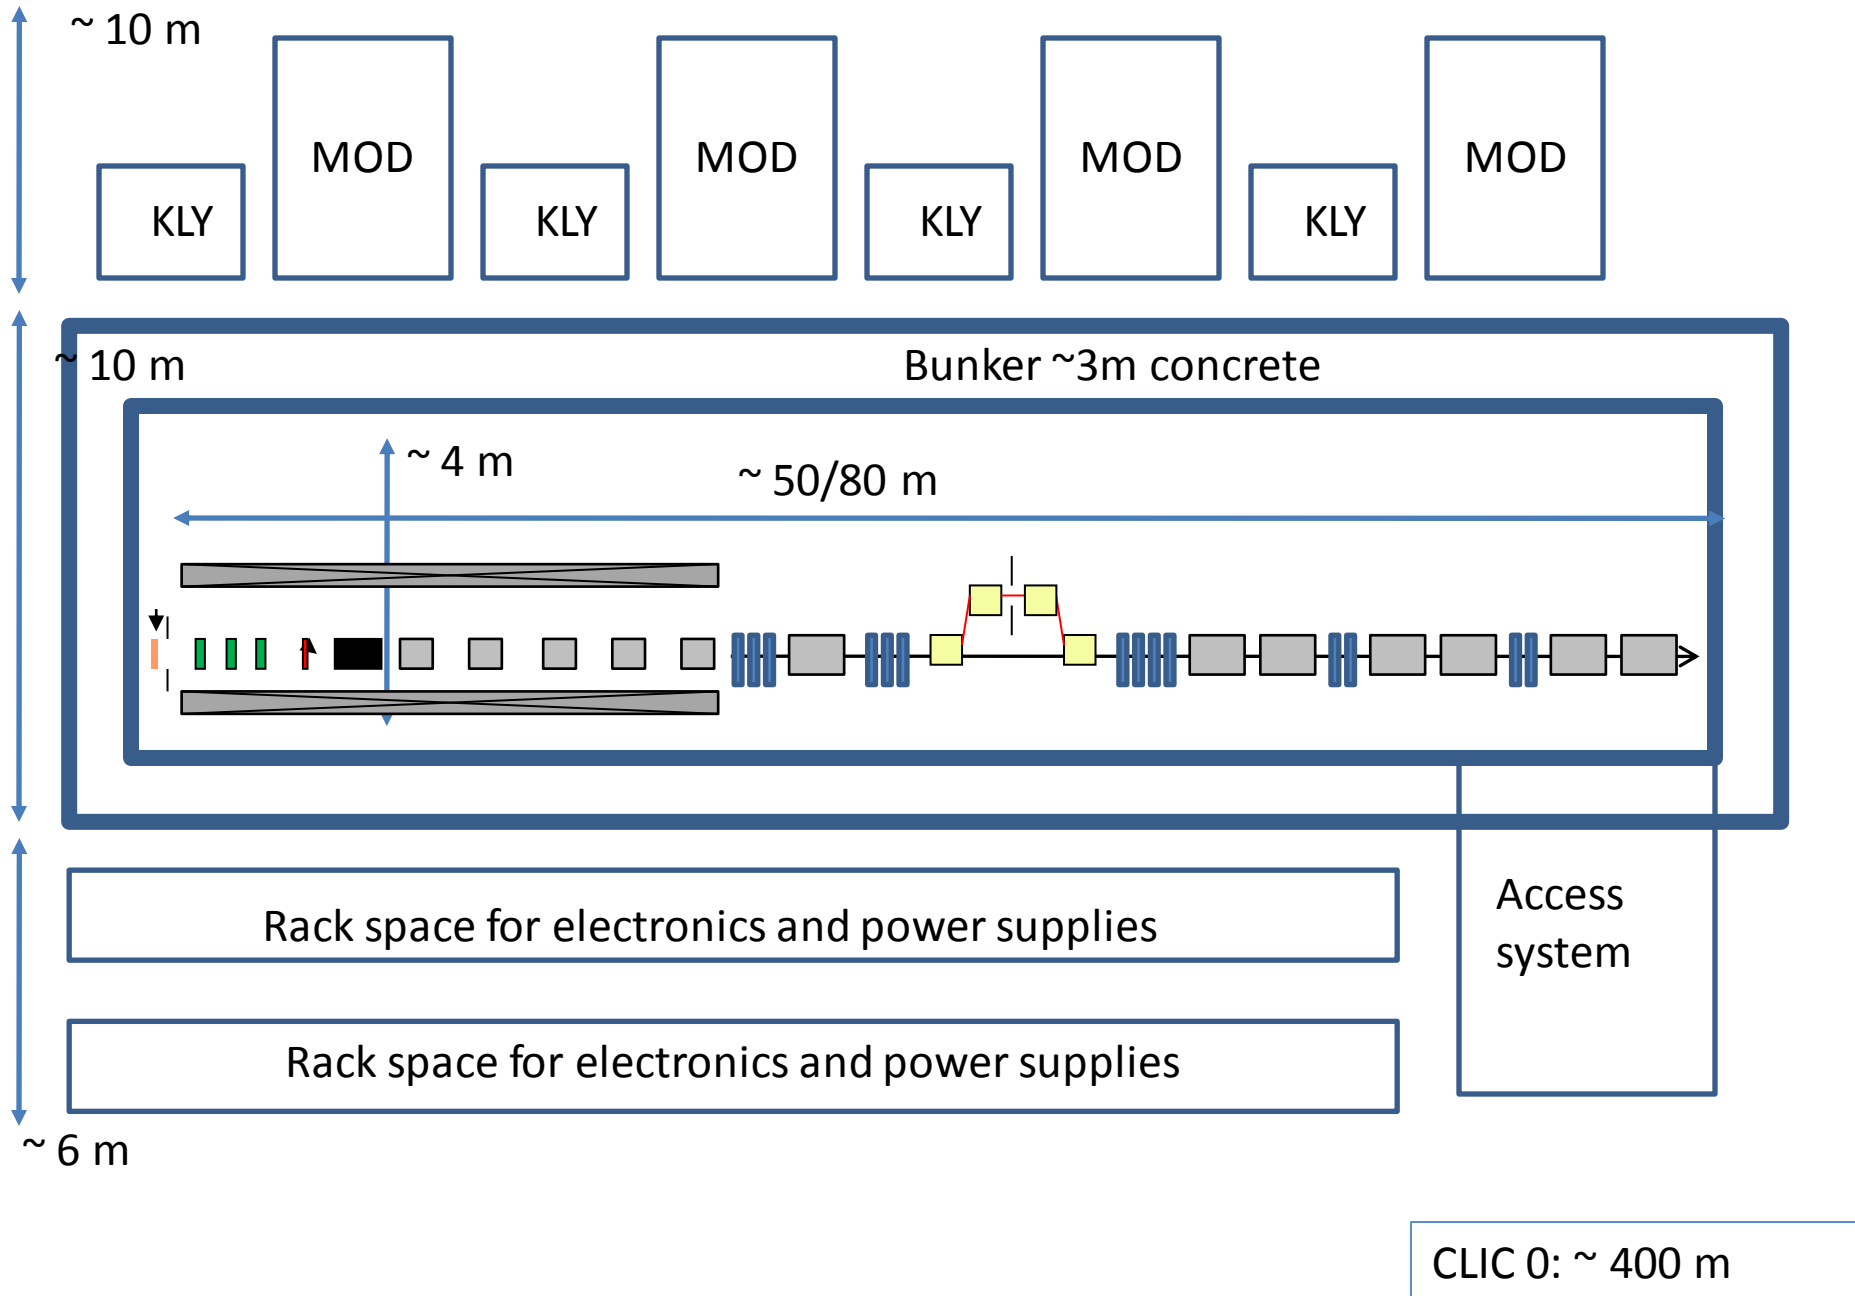 ~ 10 m
MOD
MOD
MOD
MOD
KLY
KLY
KLY
KLY
~ 10 m
Bunker ~3m concrete
~ 4 m
~ 50/80 m
Rack space for electronics and power supplies
Access
system
Rack space for electronics and power supplies
~ 6 m
CLIC 0: ~ 400 m